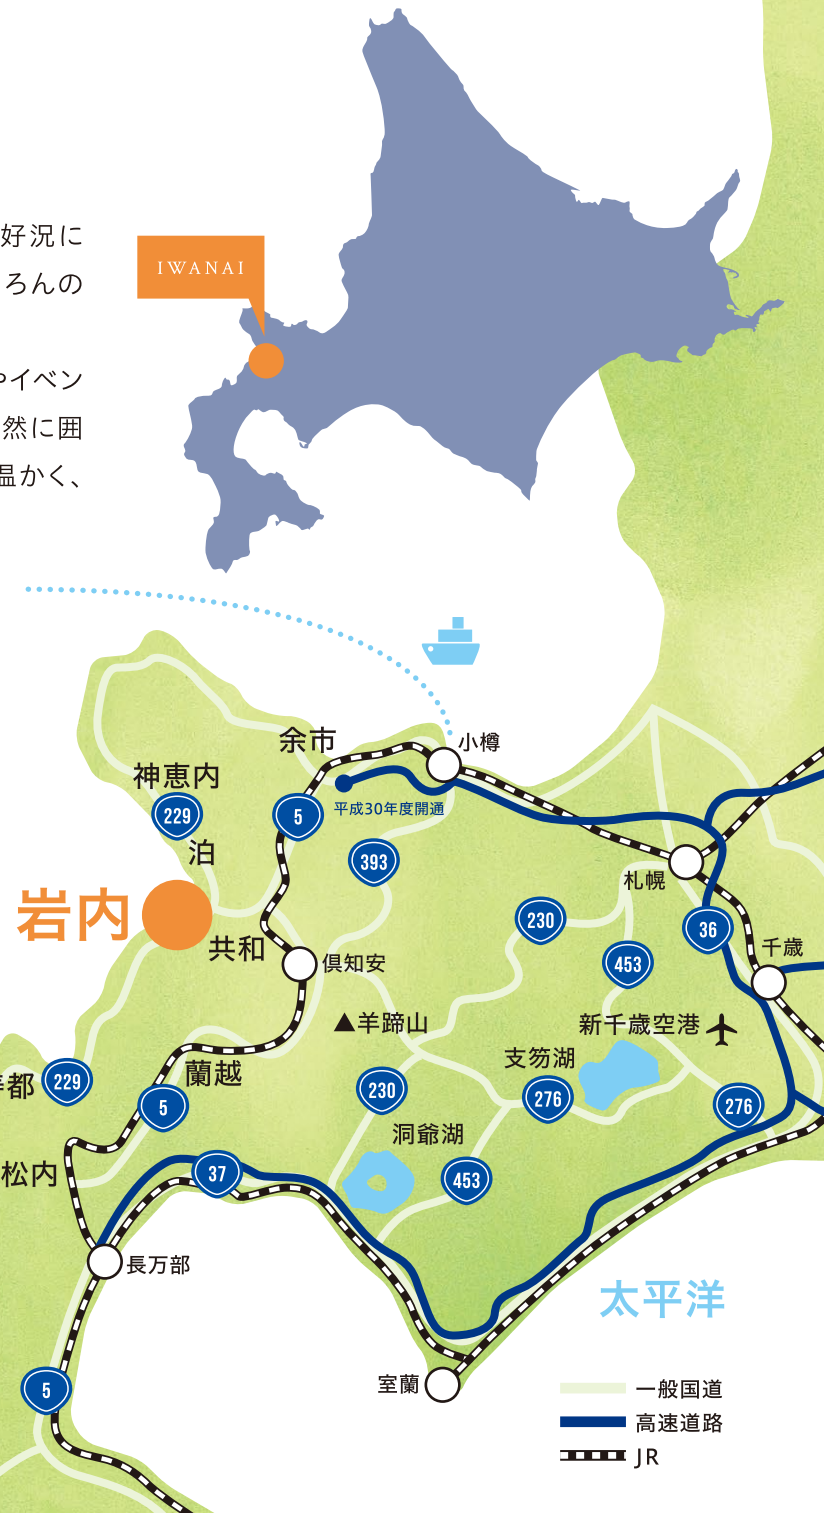 好況に
ろんの
やイベン
然に囲
温かく、
IWANAI
小樽
余市
神恵内
平成30年度開通
229
5
泊
393
札幌
岩内
230
36
共和
倶知安
453
千歳
羊蹄山
新千歳空港
支笏湖
都
229
蘭越
5
230
276
276
洞爺湖
松内
37
453
長万部
太平洋
室蘭
5
一般国道
高速道路
JR